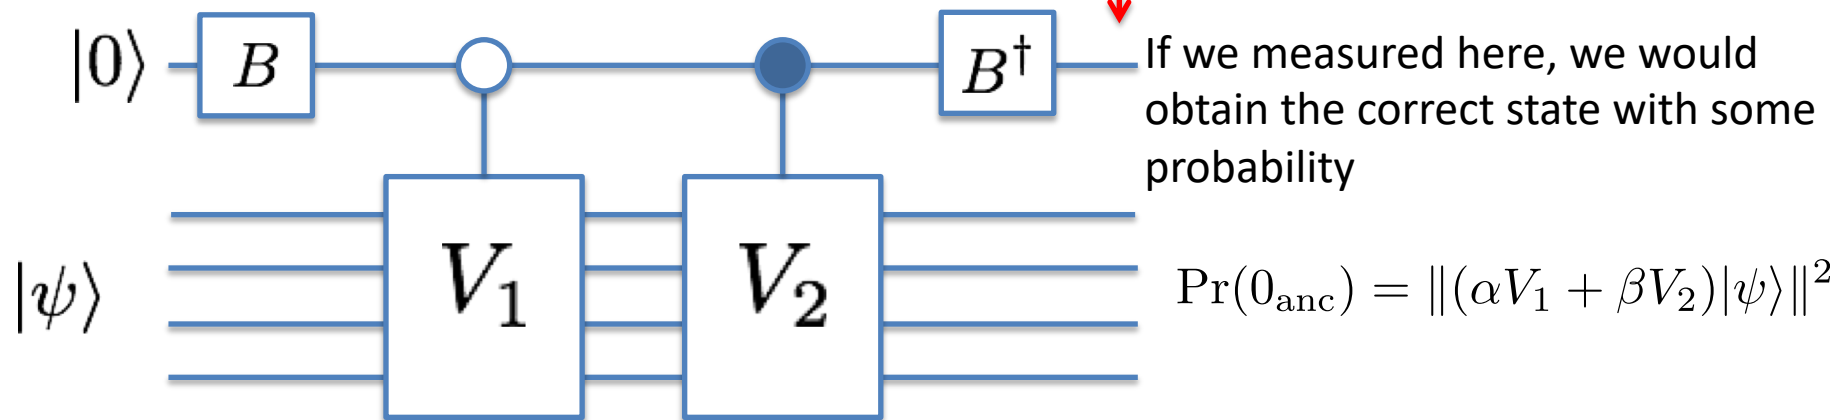 |0⟩ B B† If we measured here, we would
obtain the correct state with some
probability
V₁ V₂
|ψ⟩ Pr(0ₐₙ꜀) = ‖(αV₁ + βV₂)|ψ⟩‖²